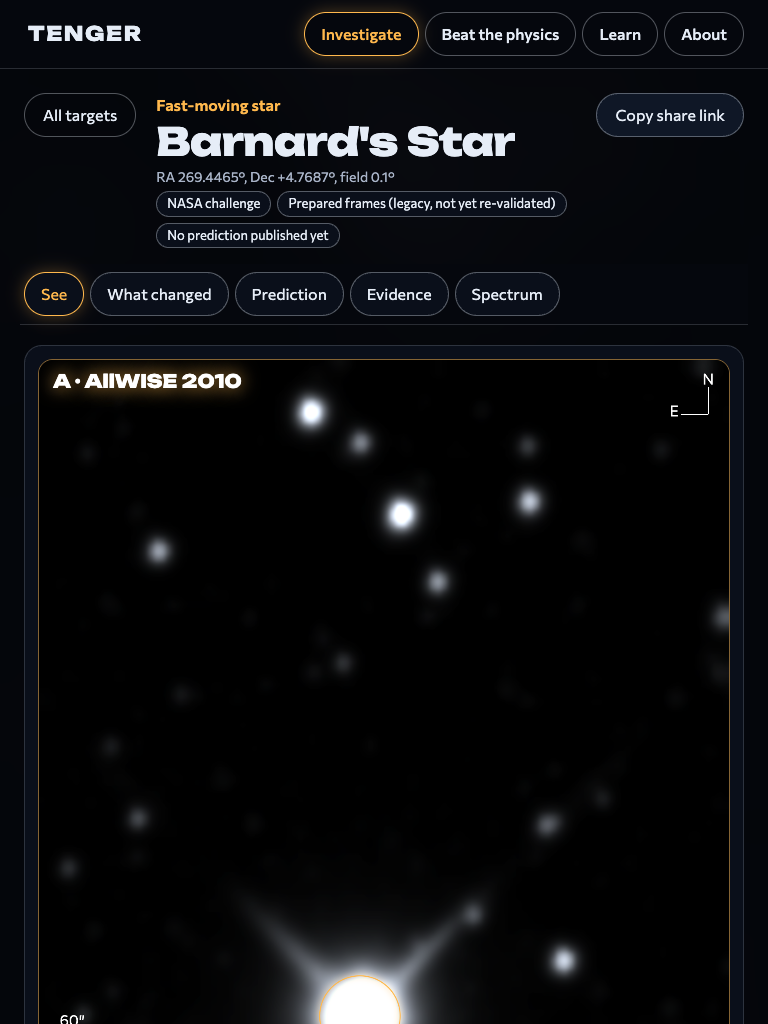 TENGER
Investigate
Beat the physics
Learn
About
All targets
Fast-moving star
Barnard's Star
RA 269.4465°, Dec +4.7687°, field 0.1°
NASA challenge
Prepared frames (legacy, not yet re-validated)
No prediction published yet
Copy share link
See
What changed
Prediction
Evidence
Spectrum
A · AllWISE 2010
N
E
60"